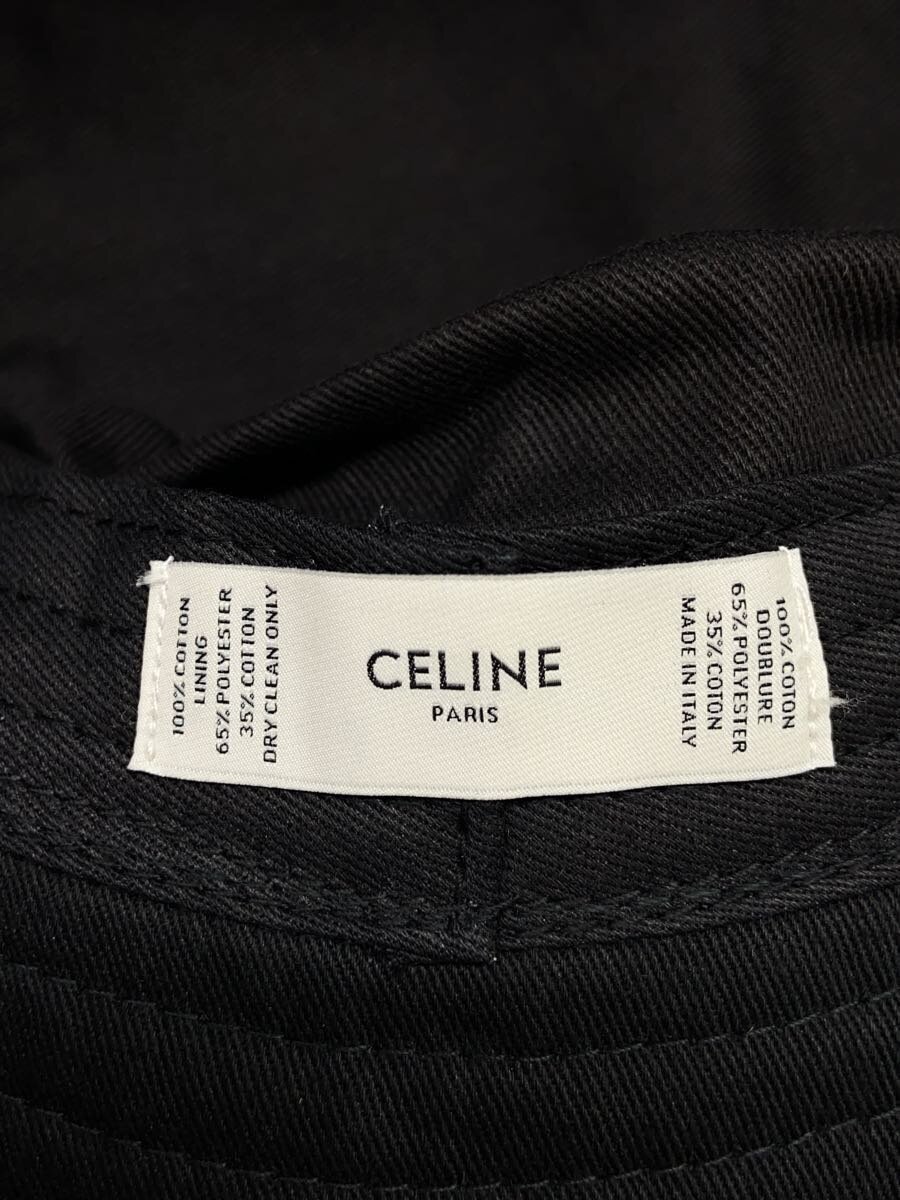 100% COTTON
LINING
65% POLYESTER
35% COTTON
DRY CLEAN ONLY
CELINE
PARIS
100% COTON
DOUBLURE
65% POLYESTER
35% COTON
MADE IN ITALY